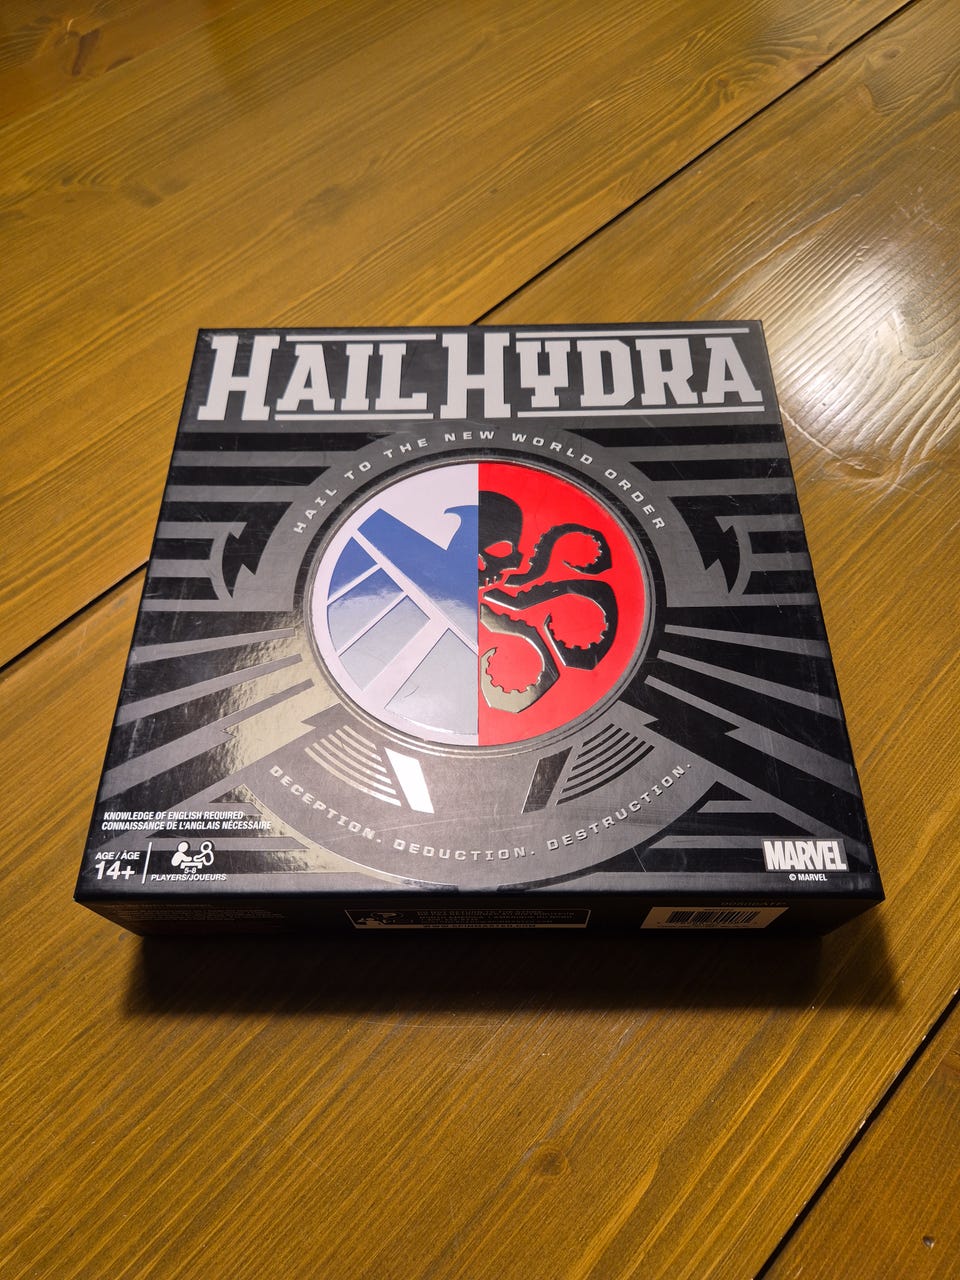 HAIL HYDRA
HAIL TO THE NEW WORLD ORDER
DECEPTION. DEDUCTION. DESTRUCTION.
KNOWLEDGE OF ENGLISH REQUIRED
CONNAISSANCE DE L'ANGLAIS NÉCESSAIRE
AGE / ÂGE
14+
5-8
PLAYERS/JOUEURS
MARVEL
© MARVEL